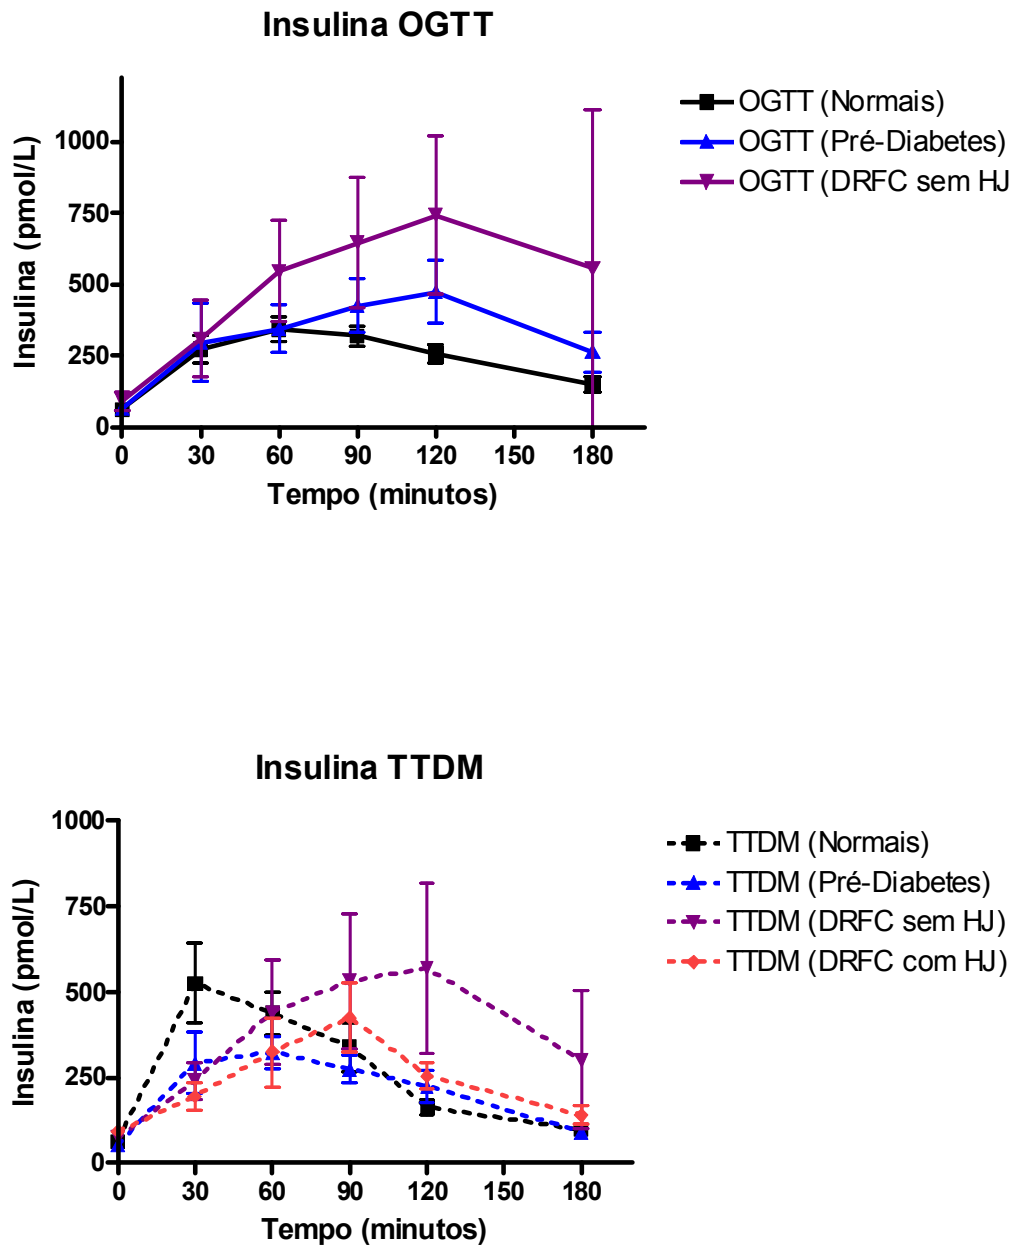 Insulina OGTT
Insulina (pmol/L)
1000
750
500
250
0
0 30 60 90 120 150 180
Tempo (minutos)
OGTT (Normais)
OGTT (Pré-Diabetes)
OGTT (DRFC sem HJ
Insulina TTDM
Insulina (pmol/L)
1000
750
500
250
0
0 30 60 90 120 150 180
Tempo (minutos)
TTDM (Normais)
TTDM (Pré-Diabetes)
TTDM (DRFC sem HJ)
TTDM (DRFC com HJ)